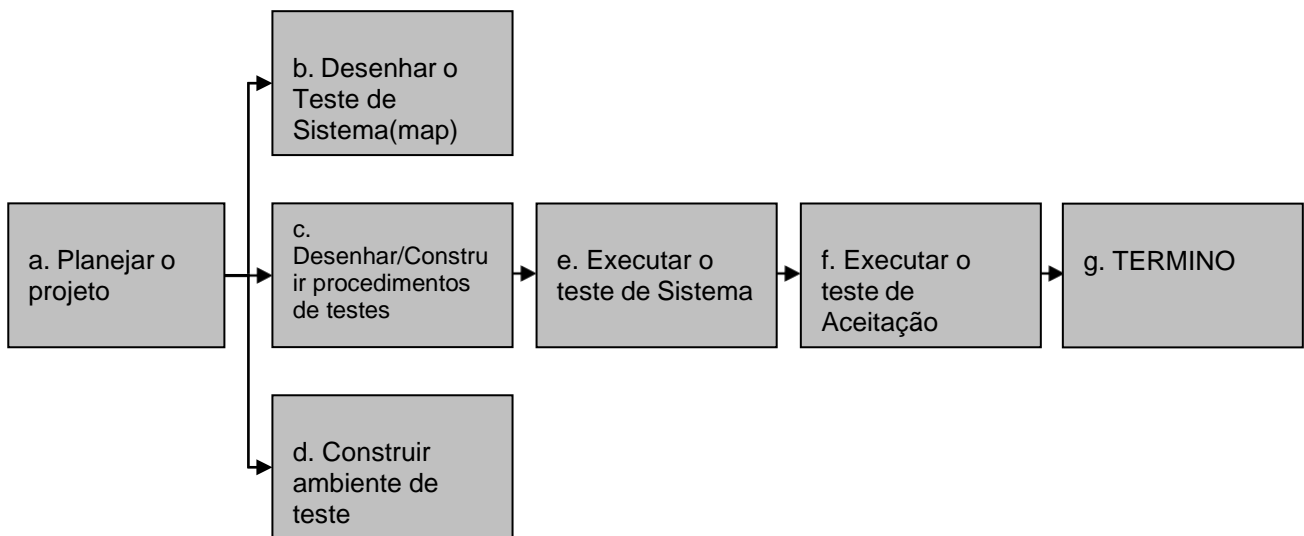 b. Desenhar o
Teste de
Sistema(map)
a. Planejar o
projeto
c.
Desenhar/Constru
ir procedimentos
de testes
e. Executar o
teste de Sistema
f. Executar o
teste de
Aceitação
g. TERMINO
d. Construir
ambiente de
teste